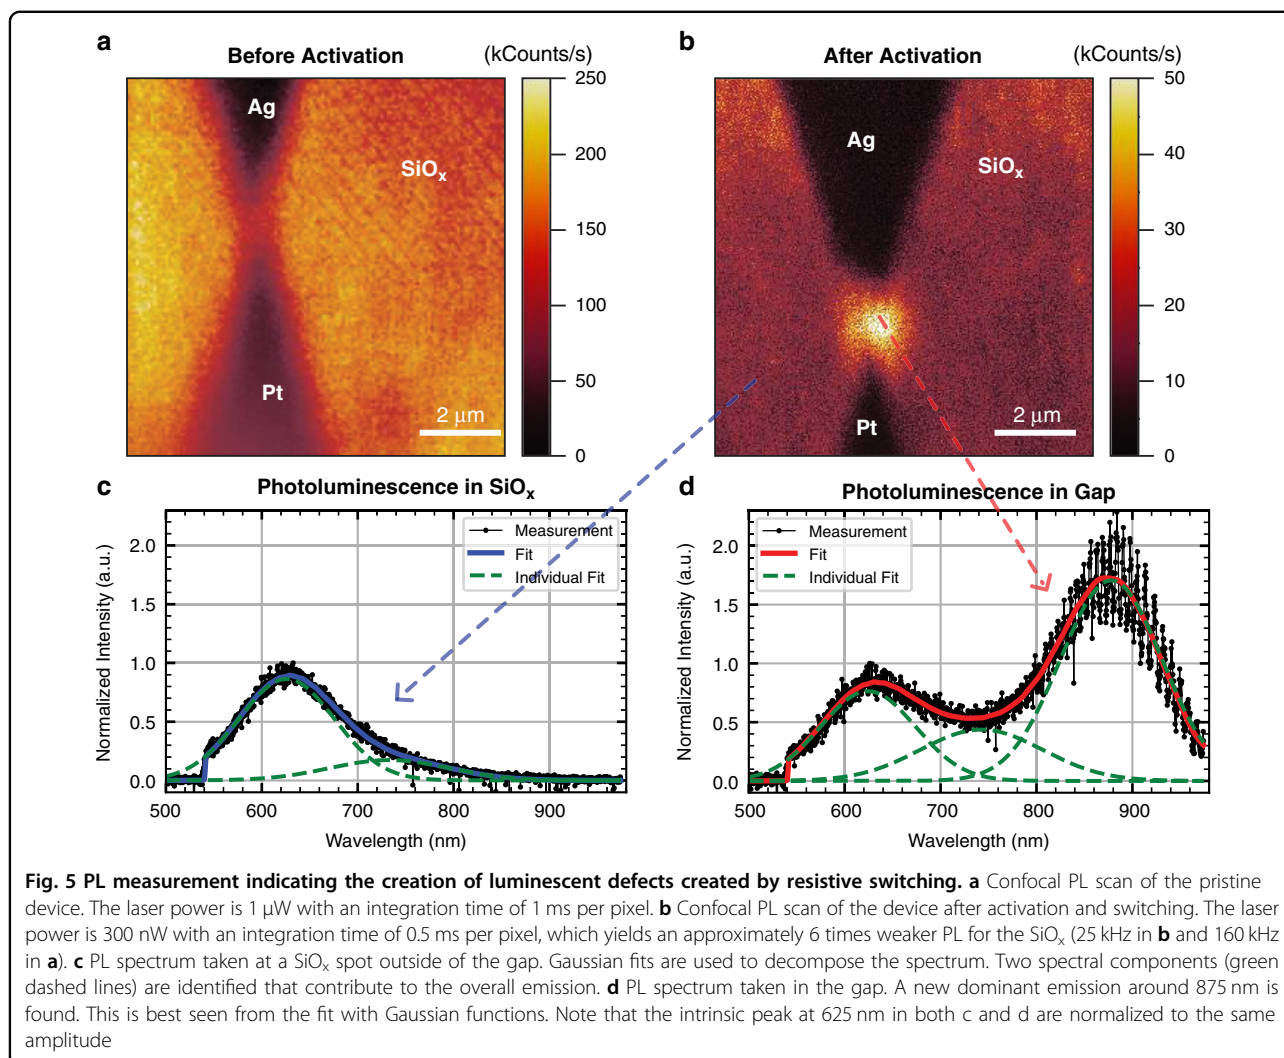 a
Before Activation
(kCounts/s)
Ag
SiOx
Pt
2 μm
250
200
150
100
50
0
b
After Activation
(kCounts/s)
Ag
SiOx
Pt
2 μm
50
40
30
20
10
0
c
Photoluminescence in SiOx
Normalized Intensity (a.u.)
2.0
1.5
1.0
0.5
0.0
Measurement
Fit
Individual Fit
500 600 700 800 900
Wavelength (nm)
d
Photoluminescence in Gap
Normalized Intensity (a.u.)
2.0
1.5
1.0
0.5
0.0
Measurement
Fit
Individual Fit
500 600 700 800 900
Wavelength (nm)
Fig. 5 PL measurement indicating the creation of luminescent defects created by resistive switching. a Confocal PL scan of the pristine
device. The laser power is 1 μW with an integration time of 1 ms per pixel. b Confocal PL scan of the device after activation and switching. The laser
power is 300 nW with an integration time of 0.5 ms per pixel, which yields an approximately 6 times weaker PL for the SiOx (25 kHz in b and 160 kHz
in a). c PL spectrum taken at a SiOx spot outside of the gap. Gaussian fits are used to decompose the spectrum. Two spectral components (green
dashed lines) are identified that contribute to the overall emission. d PL spectrum taken in the gap. A new dominant emission around 875 nm is
found. This is best seen from the fit with Gaussian functions. Note that the intrinsic peak at 625 nm in both c and d are normalized to the same
amplitude